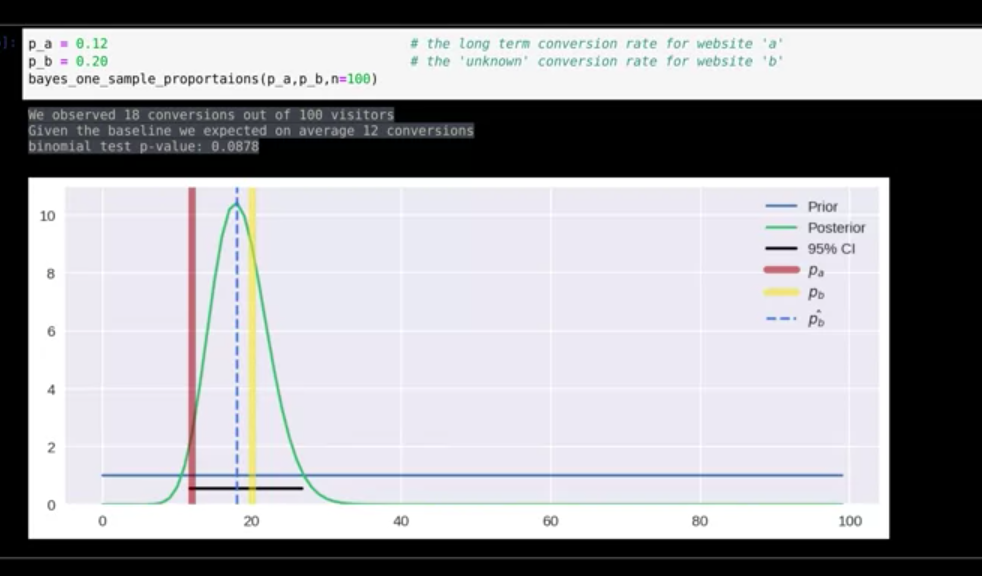 ]:
p_a = 0.12 # the long term conversion rate for website 'a'
p_b = 0.20 # the 'unknown' conversion rate for website 'b'
bayes_one_sample_proportaions(p_a,p_b,n=100)
We observed 18 conversions out of 100 visitors
Given the baseline we expected on average 12 conversions
binomial test p-value: 0.0878
10
8
6
4
2
0
0 20 40 60 80 100
Prior
Posterior
95% CI
pₐ
p_b
p̂_b